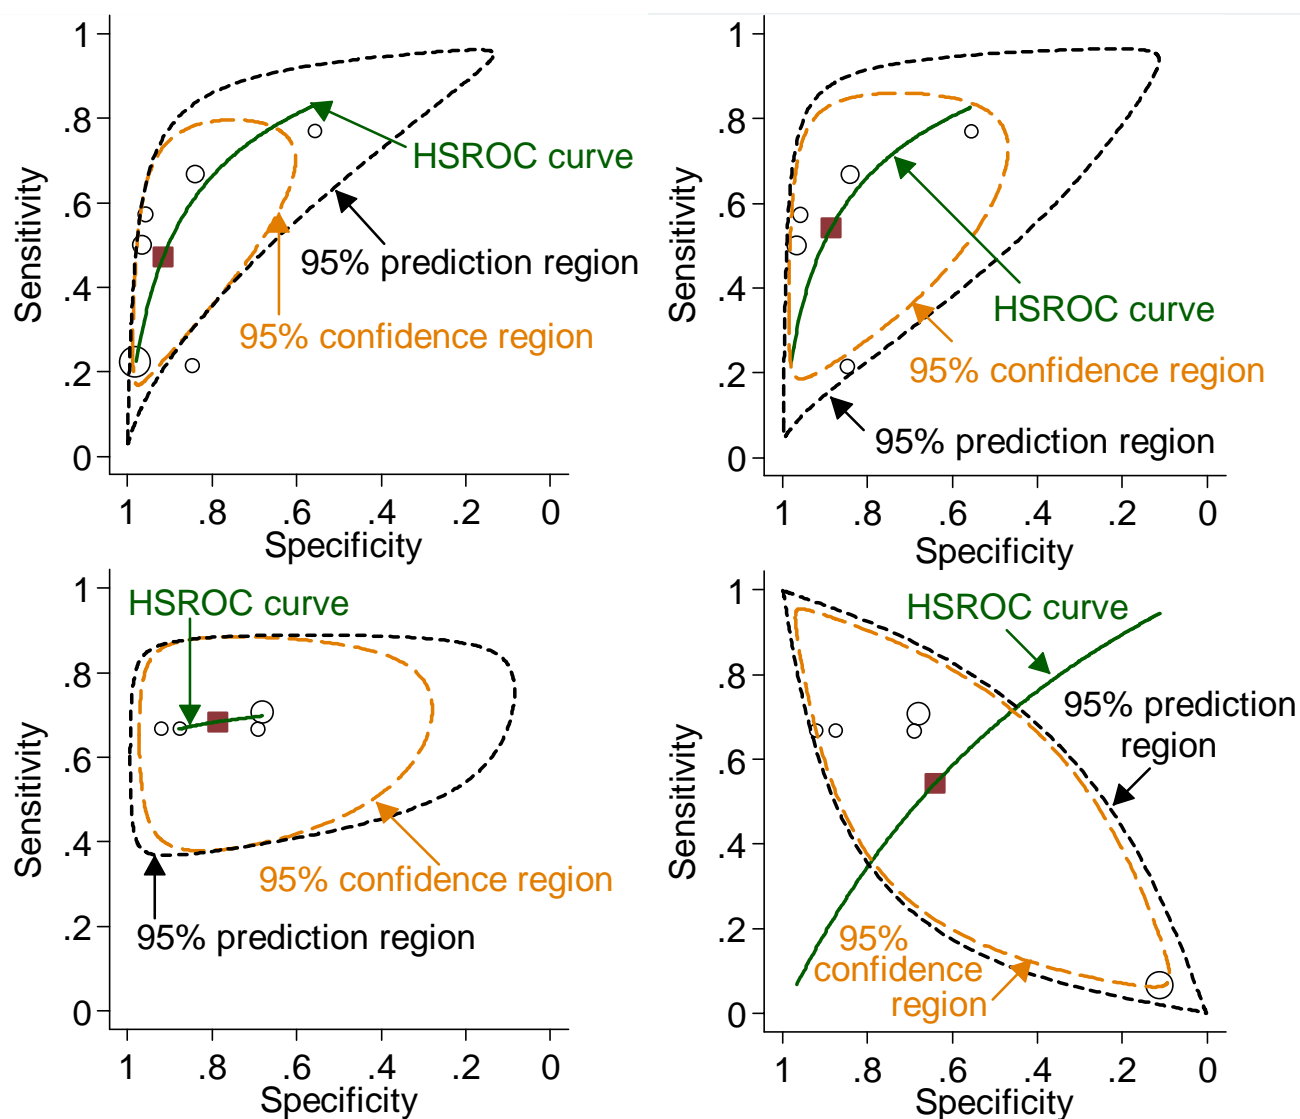 1
.8
.6
.4
.2
0
Sensitivity
HSROC curve
95% prediction region
95% confidence region
1
.8
.6
.4
.2
0
Specificity
1
.8
.6
.4
.2
0
Sensitivity
HSROC curve
95% confidence region
95% prediction region
1
.8
.6
.4
.2
0
Specificity
1
.8
.6
.4
.2
0
Sensitivity
HSROC curve
95% confidence region
95% prediction region
1
.8
.6
.4
.2
0
Specificity
1
.8
.6
.4
.2
0
Sensitivity
HSROC curve
95% prediction
region
95%
confidence
region
1
.8
.6
.4
.2
0
Specificity